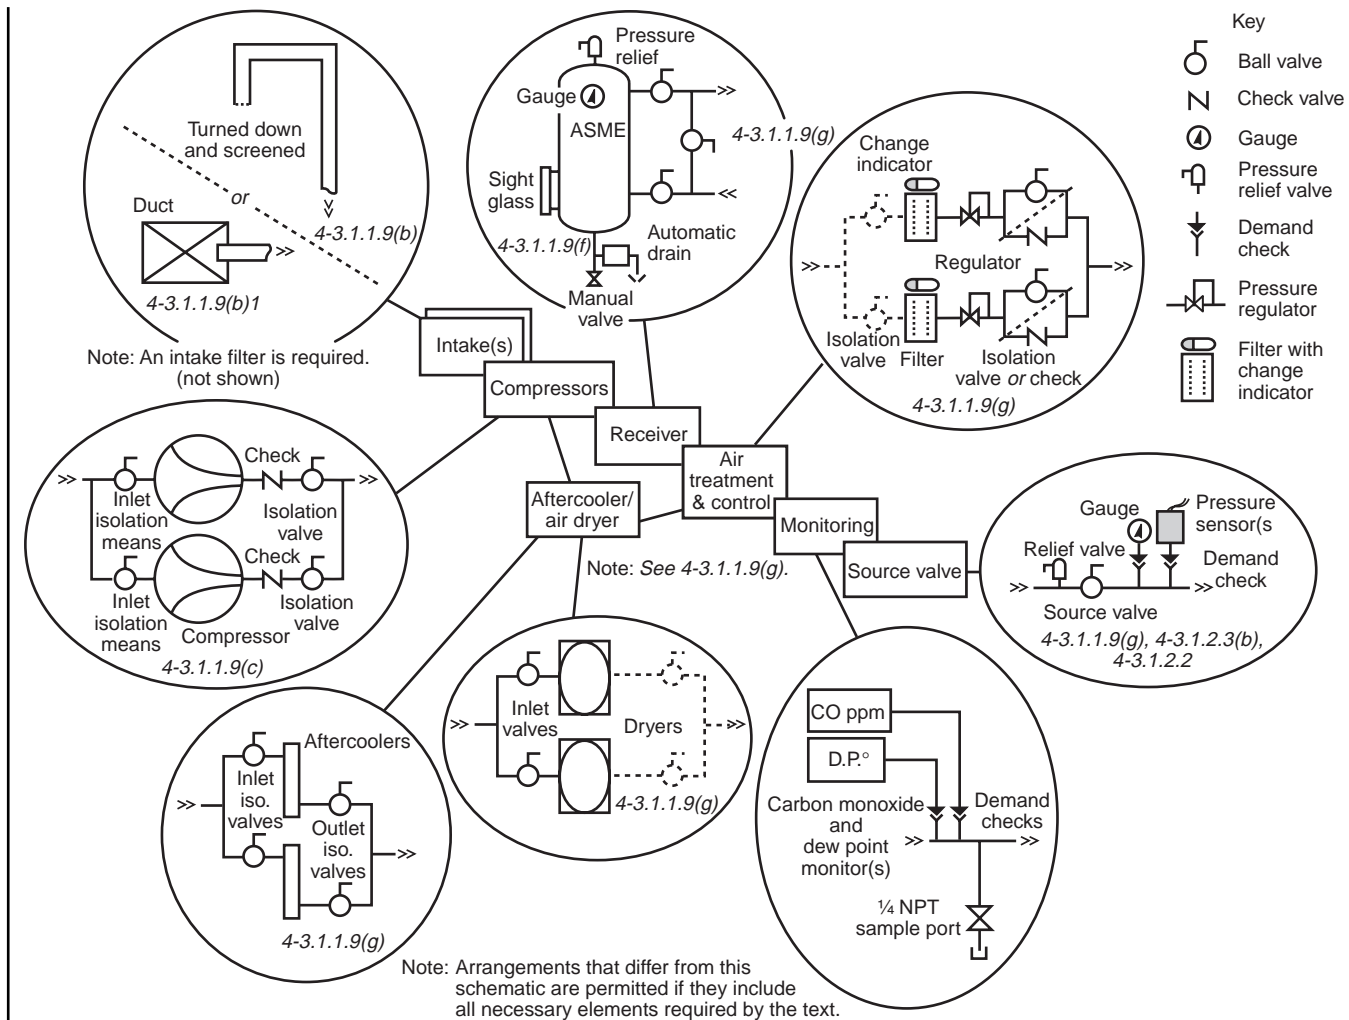 Key
Ball valve
Check valve
Gauge
Pressure
relief valve
Demand
check
Pressure
regulator
Filter with
change
indicator
Turned down
and screened
or
Duct
4-3.1.1.9(b)
4-3.1.1.9(b)1
Note: An intake filter is required.
(not shown)
Pressure
relief
Gauge
ASME
4-3.1.1.9(g)
Sight
glass
4-3.1.1.9(f)
Automatic
drain
Manual
valve
Change
indicator
Regulator
Isolation
valve
Filter
Isolation
valve or check
4-3.1.1.9(g)
Intake(s)
Compressors
Receiver
Air
treatment
& control
Aftercooler/
air dryer
Monitoring
Source valve
Note: See 4-3.1.1.9(g).
Check
Inlet
isolation
means
Isolation
valve
Check
Inlet
isolation
means
Compressor
Isolation
valve
4-3.1.1.9(c)
Gauge
Pressure
sensor(s
Relief valve
Demand
check
Source valve
4-3.1.1.9(g), 4-3.1.2.3(b),
4-3.1.2.2
Aftercoolers
Inlet
iso.
valves
Outlet
iso.
valves
4-3.1.1.9(g)
Inlet
valves
Dryers
4-3.1.1.9(g)
CO ppm
D.P.°
Carbon monoxide
and
dew point
monitor(s)
Demand
checks
¼ NPT
sample port
Note: Arrangements that differ from this
schematic are permitted if they include
all necessary elements required by the text.